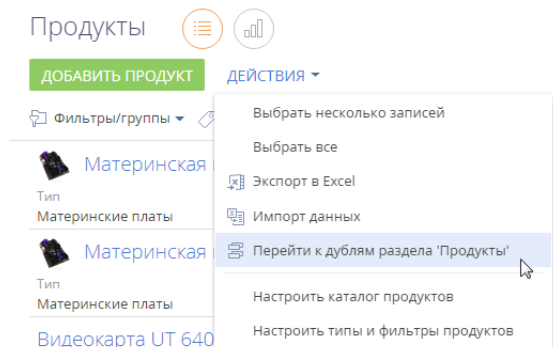 Продукты
ДОБАВИТЬ ПРОДУКТ
ДЕЙСТВИЯ
Фильтры/группы
Выбрать несколько записей
Выбрать все
Экспорт в Excel
Импорт данных
Перейти к дублям раздела 'Продукты'
Настроить каталог продуктов
Настроить типы и фильтры продуктов
Материнская
Тип
Материнские платы
Материнская
Тип
Материнские платы
Видеокарта UT 640